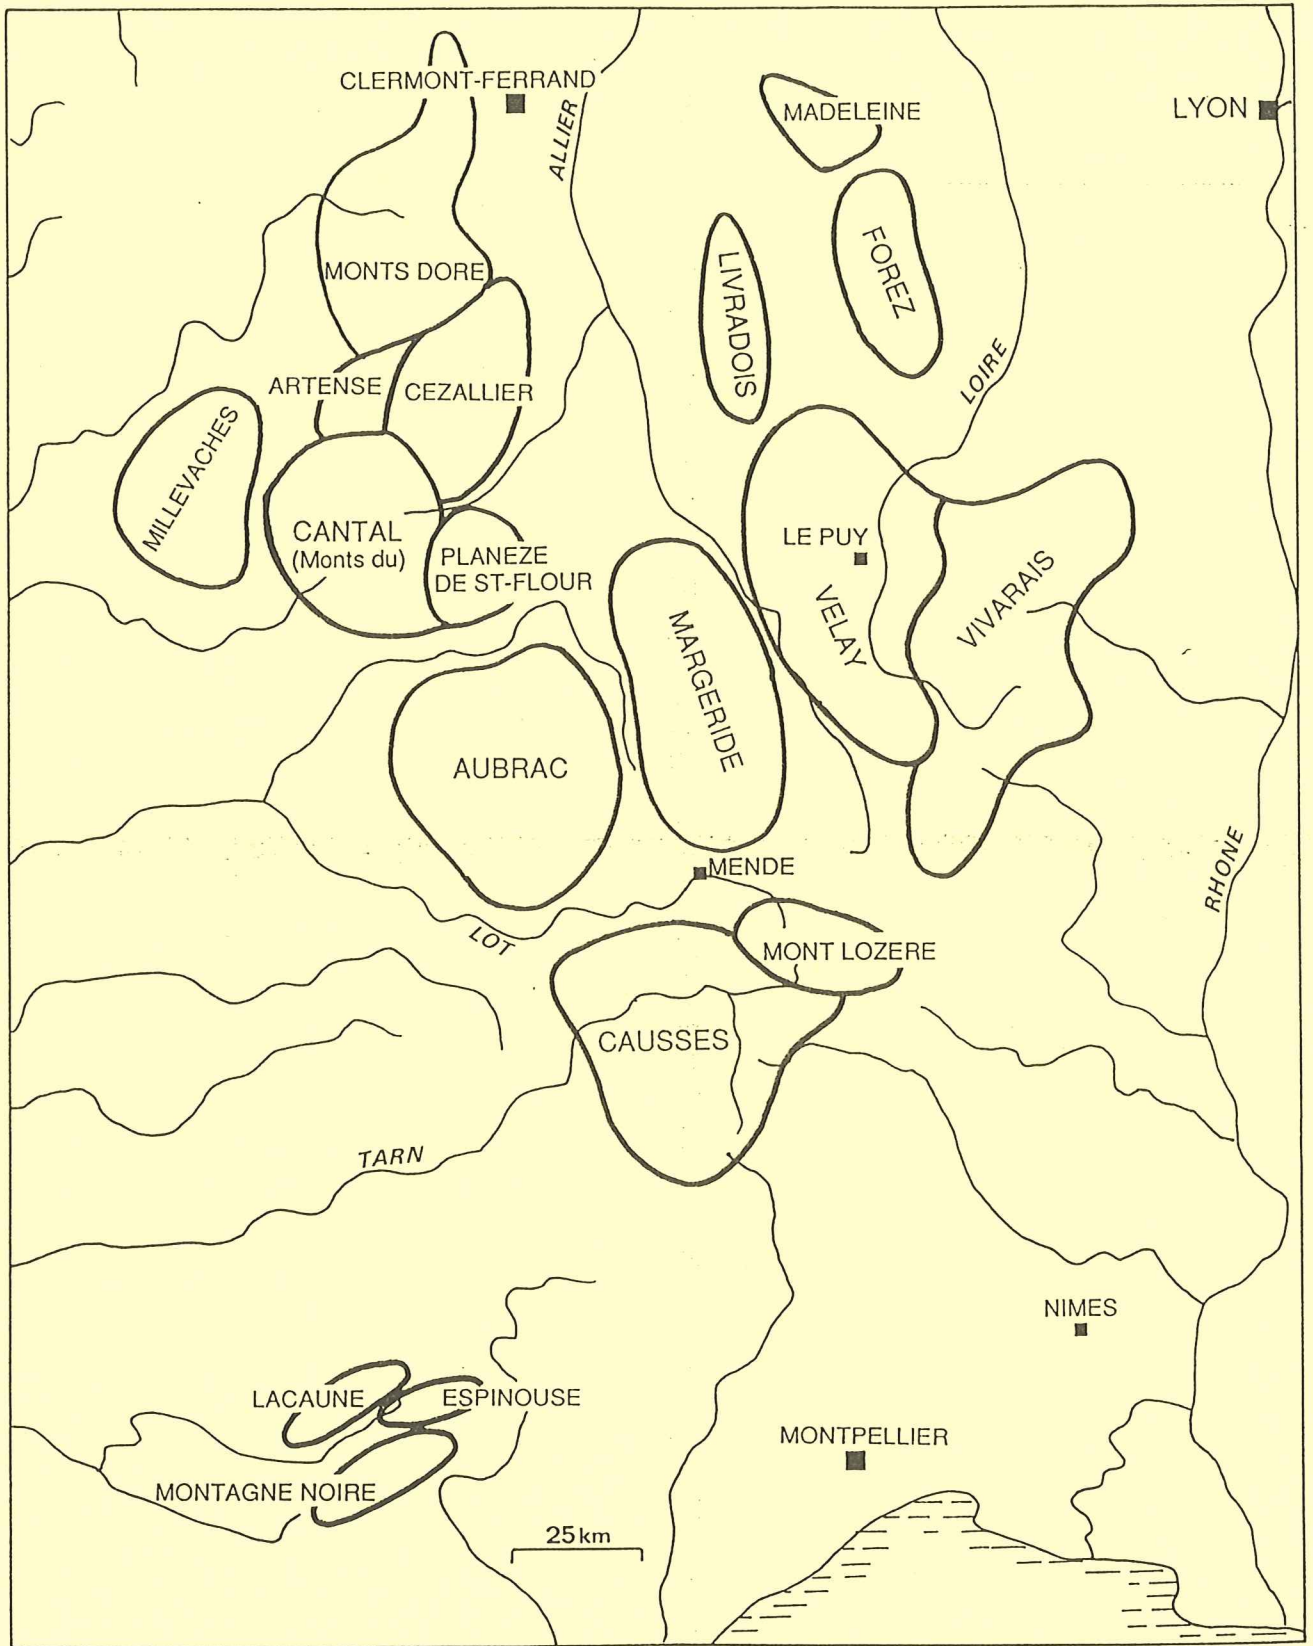 CLERMONT-FERRAND
ALLIER
MADELEINE
LYON
FOREZ
LIVRADOIS
MONTS DORE
LOIRE
ARTENSE
CEZALLIER
MILLEVACHES
CANTAL
(Monts du)
PLANEZE
DE ST-FLOUR
LE PUY
VELAY
VIVARAIS
MARGERIDE
AUBRAC
MENDE
RHONE
LOT
MONT LOZERE
CAUSSES
TARN
NIMES
LACAUNE
ESPINOUSE
MONTPELLIER
MONTAGNE NOIRE
25 km